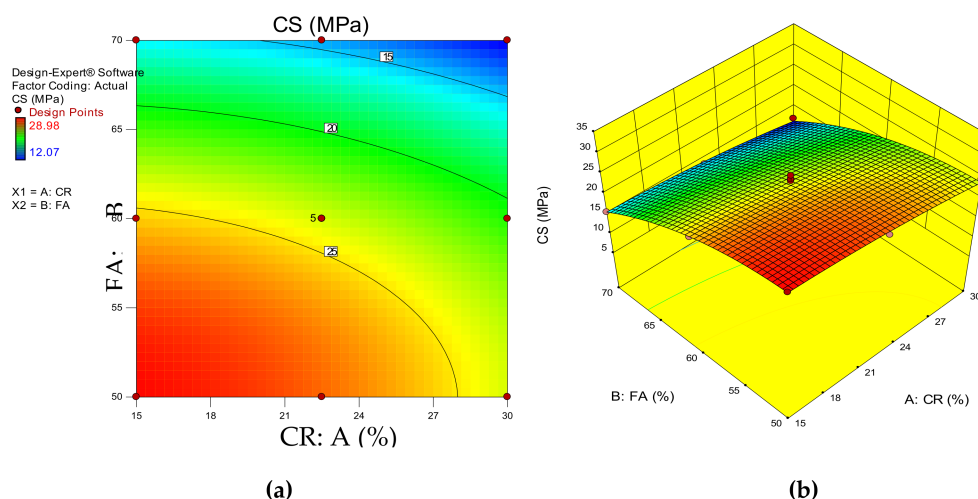 CS (MPa)
Design-Expert® Software
Factor Coding: Actual
CS (MPa)
Design Points
28.98
12.07
X1 = A: CR
X2 = B: FA
FA: B
70
65
60
55
50
15
20
25
5
15
18
21
24
27
30
CR: A (%)
(a)
35
30
25
20
15
10
5
CS (MPa)
70
65
60
55
50
B: FA (%)
15
18
21
24
27
30
A: CR (%)
(b)